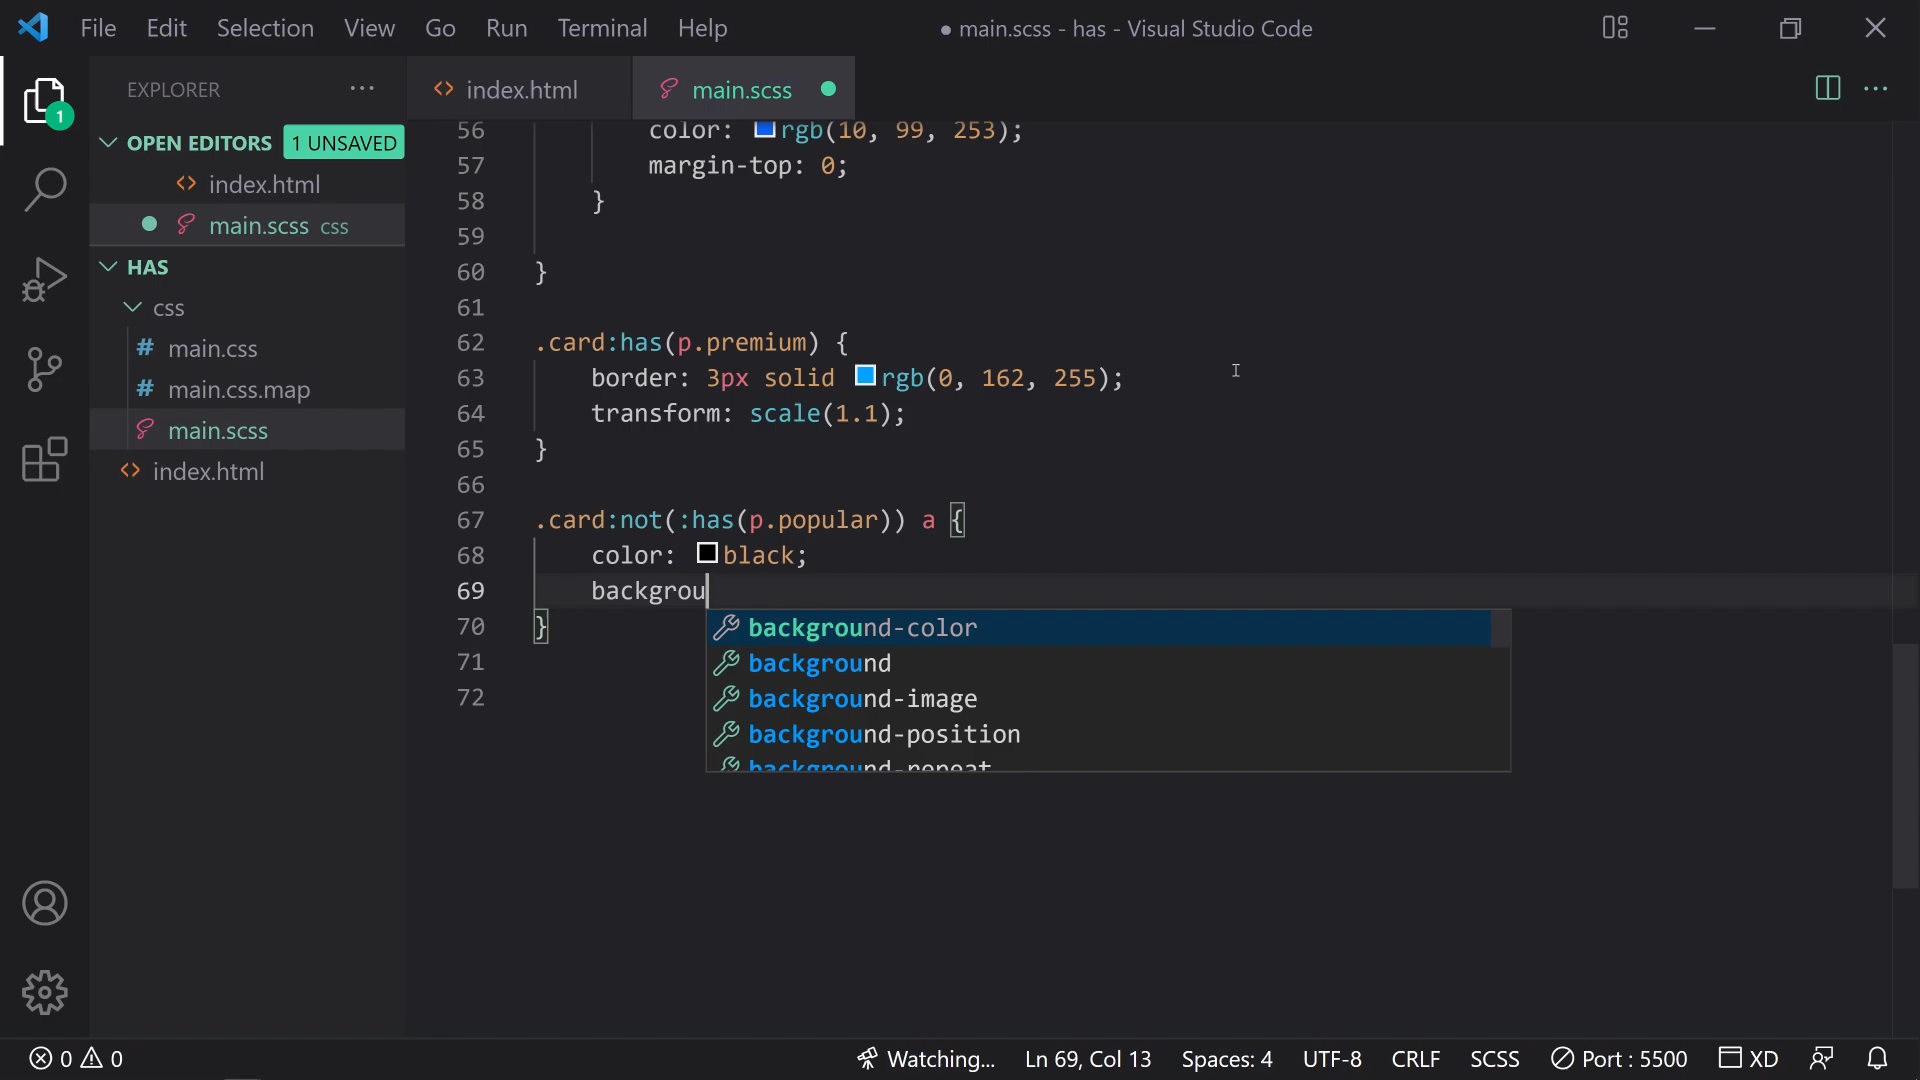 File Edit Selection View Go Run Terminal Help
● main.scss - has - Visual Studio Code
EXPLORER ···
OPEN EDITORS 1 UNSAVED
index.html
main.scss css
HAS
css
# main.css
# main.css.map
main.scss
index.html
1
index.html
main.scss
56 color: rgb(10, 99, 253);
57 margin-top: 0;
58 }
59
60 }
61
62 .card:has(p.premium) {
63 border: 3px solid rgb(0, 162, 255);
64 transform: scale(1.1);
65 }
66
67 .card:not(:has(p.popular)) a {
68 color: black;
69 backgrou
70 }
71
72
background-color
background
background-image
background-position
background-repeat
0 0
Watching... Ln 69, Col 13 Spaces: 4 UTF-8 CRLF SCSS Port : 5500 XD